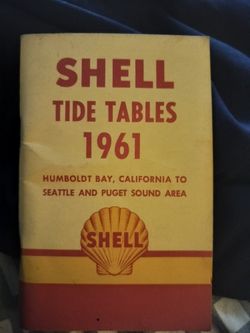 SHELL
TIDE TABLES
1961
HUMBOLDT BAY, CALIFORNIA TO
SEATTLE AND PUGET SOUND AREA
SHELL